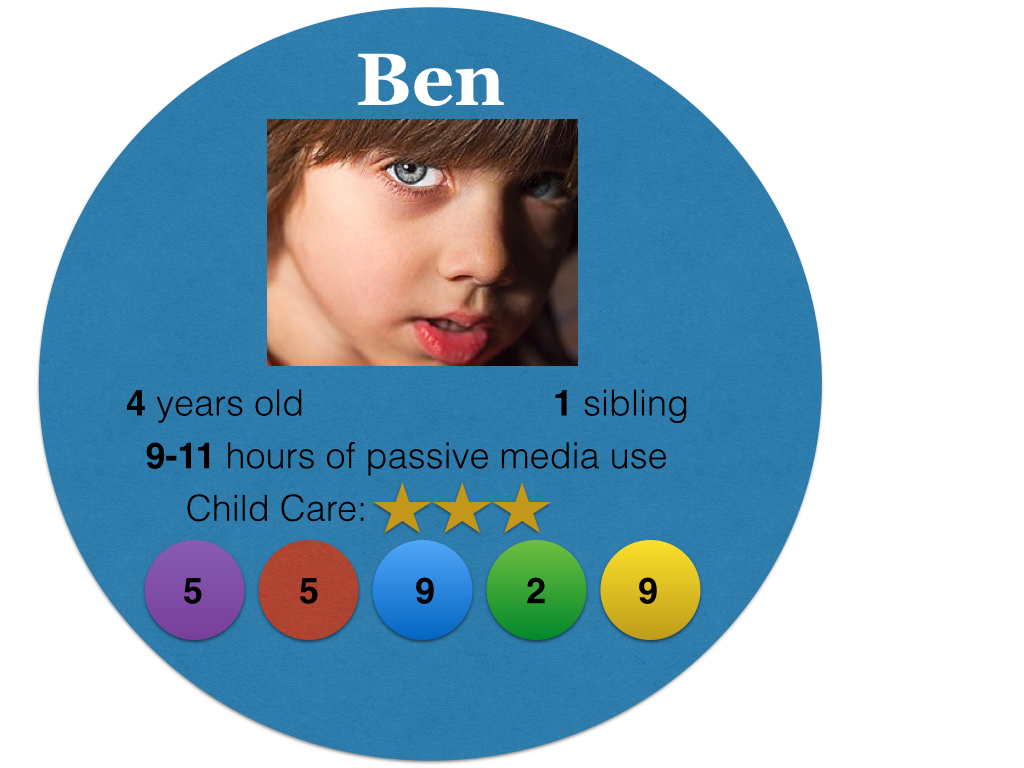 Ben
4 years old 1 sibling
9-11 hours of passive media use
Child Care:
5 5 9 2 9